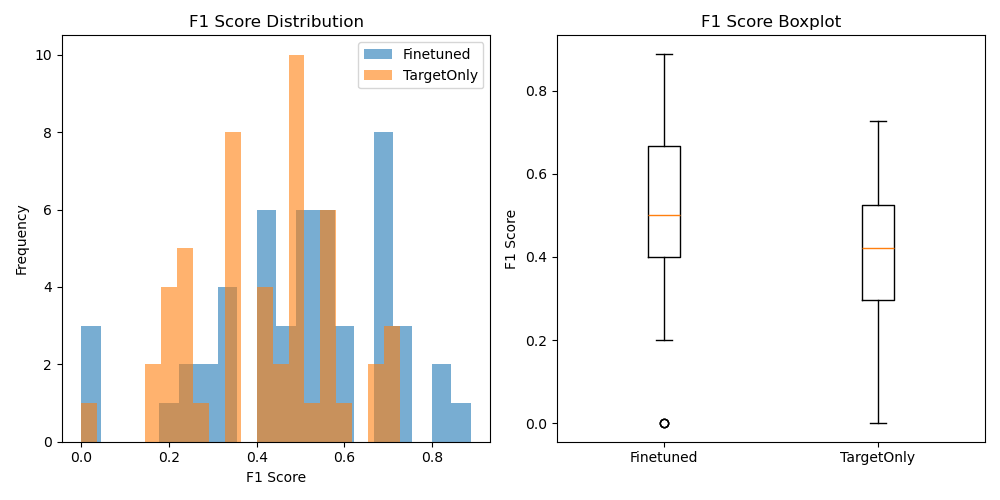 F1 Score Distribution
Finetuned
TargetOnly
10
8
6
4
2
0
Frequency
0.0 0.2 0.4 0.6 0.8
F1 Score
F1 Score Boxplot
0.8
0.6
0.4
0.2
0.0
F1 Score
Finetuned TargetOnly